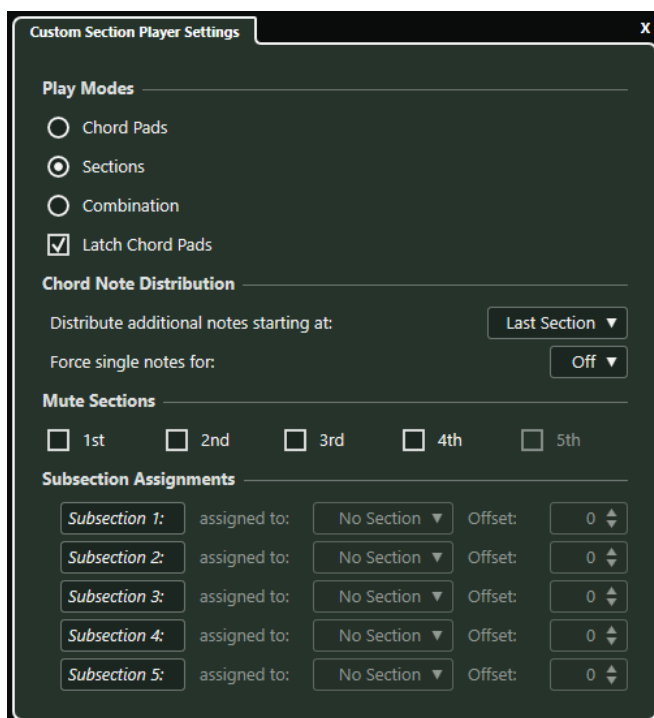 Custom Section Player Settings X
Play Modes
Chord Pads
Sections
Combination
Latch Chord Pads
Chord Note Distribution
Distribute additional notes starting at: Last Section
Force single notes for: Off
Mute Sections
1st 2nd 3rd 4th 5th
Subsection Assignments
Subsection 1: assigned to: No Section Offset: 0
Subsection 2: assigned to: No Section Offset: 0
Subsection 3: assigned to: No Section Offset: 0
Subsection 4: assigned to: No Section Offset: 0
Subsection 5: assigned to: No Section Offset: 0